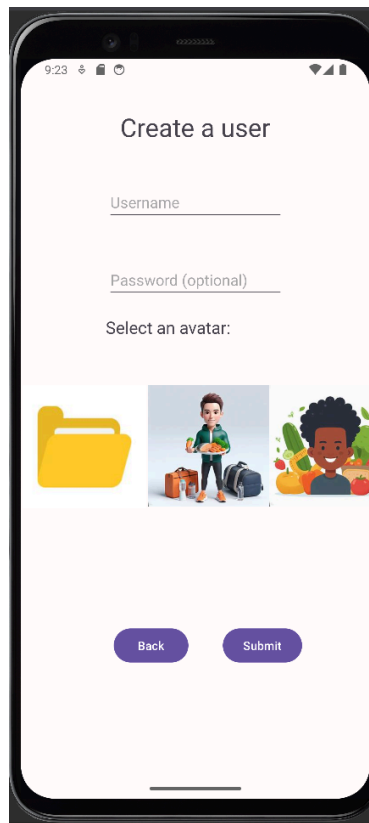 9:23
Create a user
Username
Password (optional)
Select an avatar:
Back
Submit